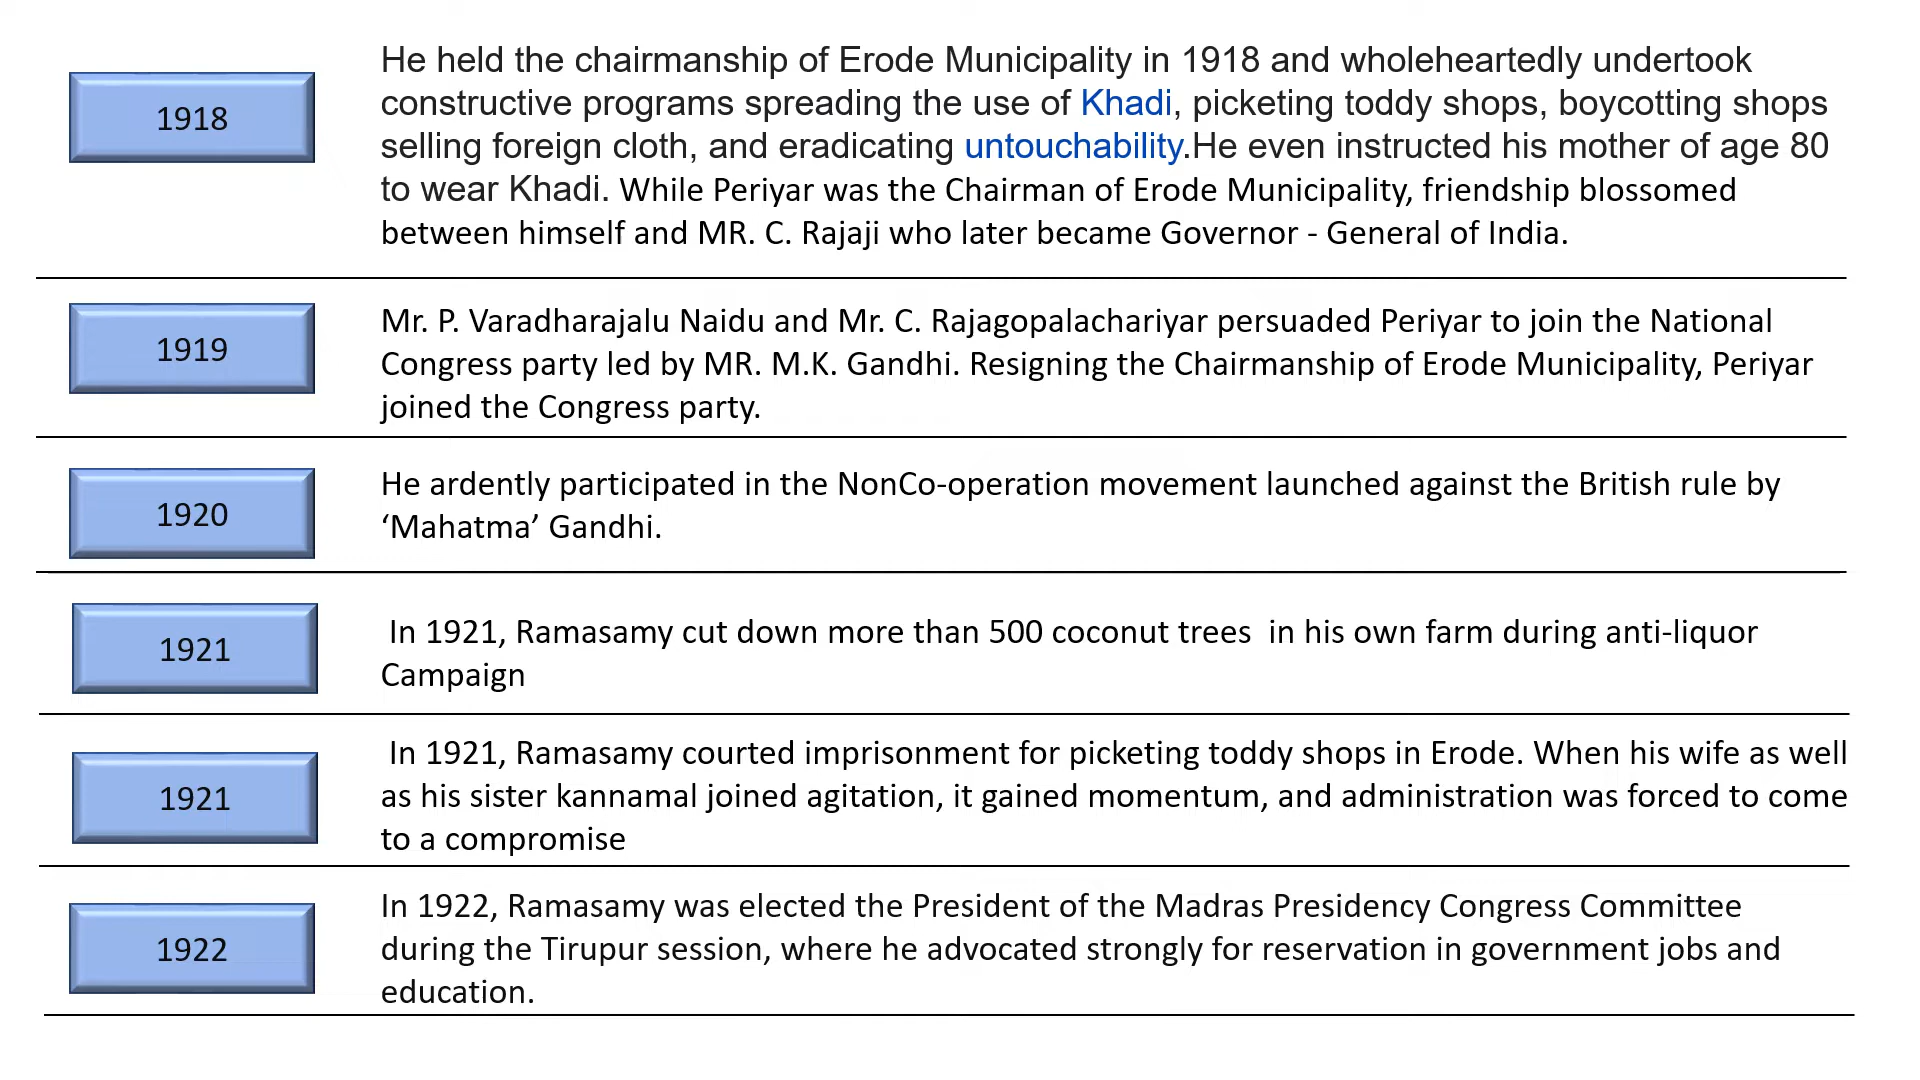 1918
He held the chairmanship of Erode Municipality in 1918 and wholeheartedly undertook
constructive programs spreading the use of Khadi, picketing toddy shops, boycotting shops
selling foreign cloth, and eradicating untouchability.He even instructed his mother of age 80
to wear Khadi. While Periyar was the Chairman of Erode Municipality, friendship blossomed
between himself and MR. C. Rajaji who later became Governor - General of India.
1919
Mr. P. Varadharajalu Naidu and Mr. C. Rajagopalachariyar persuaded Periyar to join the National
Congress party led by MR. M.K. Gandhi. Resigning the Chairmanship of Erode Municipality, Periyar
joined the Congress party.
1920
He ardently participated in the NonCo-operation movement launched against the British rule by
‘Mahatma’ Gandhi.
1921
In 1921, Ramasamy cut down more than 500 coconut trees  in his own farm during anti-liquor
Campaign
1921
In 1921, Ramasamy courted imprisonment for picketing toddy shops in Erode. When his wife as well
as his sister kannamal joined agitation, it gained momentum, and administration was forced to come
to a compromise
1922
In 1922, Ramasamy was elected the President of the Madras Presidency Congress Committee
during the Tirupur session, where he advocated strongly for reservation in government jobs and
education.